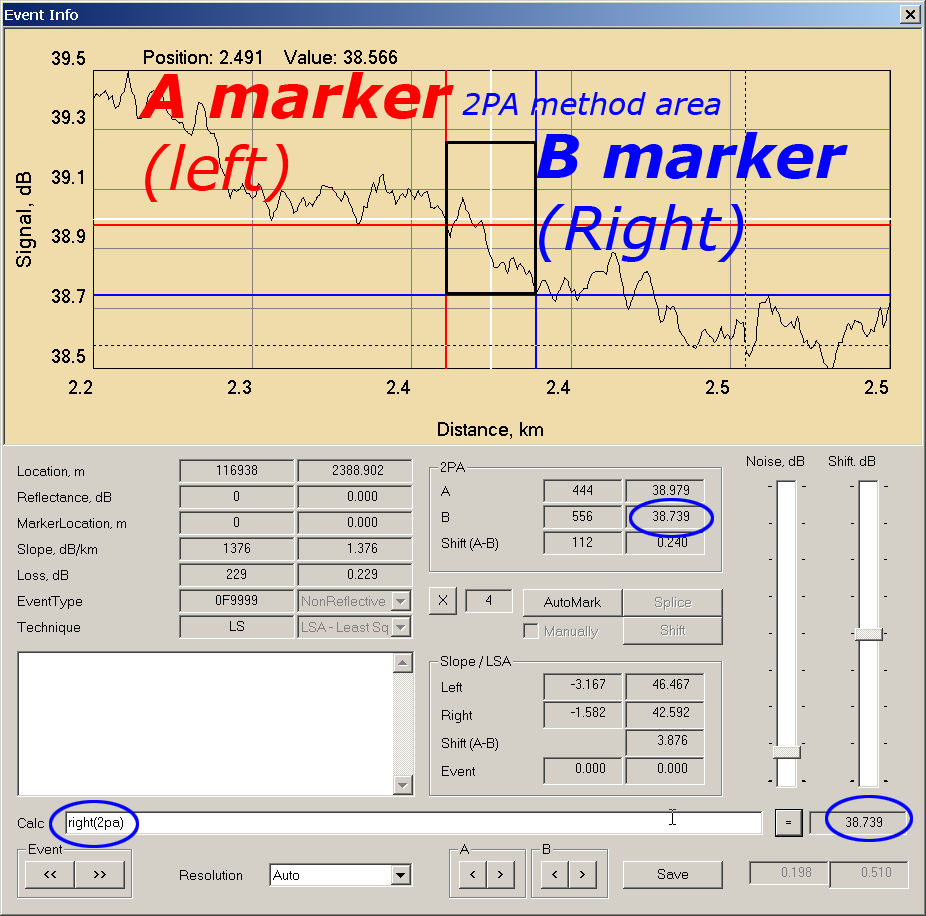 Event Info
Position: 2.491 Value: 38.566
39.5
39.3
39.1
38.9
38.7
38.5
Signal, dB
A marker
(left)
2PA method area
B marker
(Right)
2.2 2.3 2.4 2.4 2.5 2.5
Distance, km
Location, m 116938 2388.902
Reflectance, dB 0 0.000
MarkerLocation, m 0 0.000
Slope, dB/km 1376 1.376
Loss, dB 229 0.229
EventType 0F9999 NonReflective
Technique LS LSA - Least Sq
2PA
A 444 38.979
B 556 38.739
Shift (A-B) 112 0.240
X 4 AutoMark Splice
Manually Shift
Slope / LSA
Left -3.167 46.467
Right -1.582 42.592
Shift (A-B) 3.876
Event 0.000 0.000
Noise, dB Shift. dB
Calc right(2pa) = 38.739
Event
<< >>
Resolution Auto
A
< >
B
< >
Save 0.198 0.510